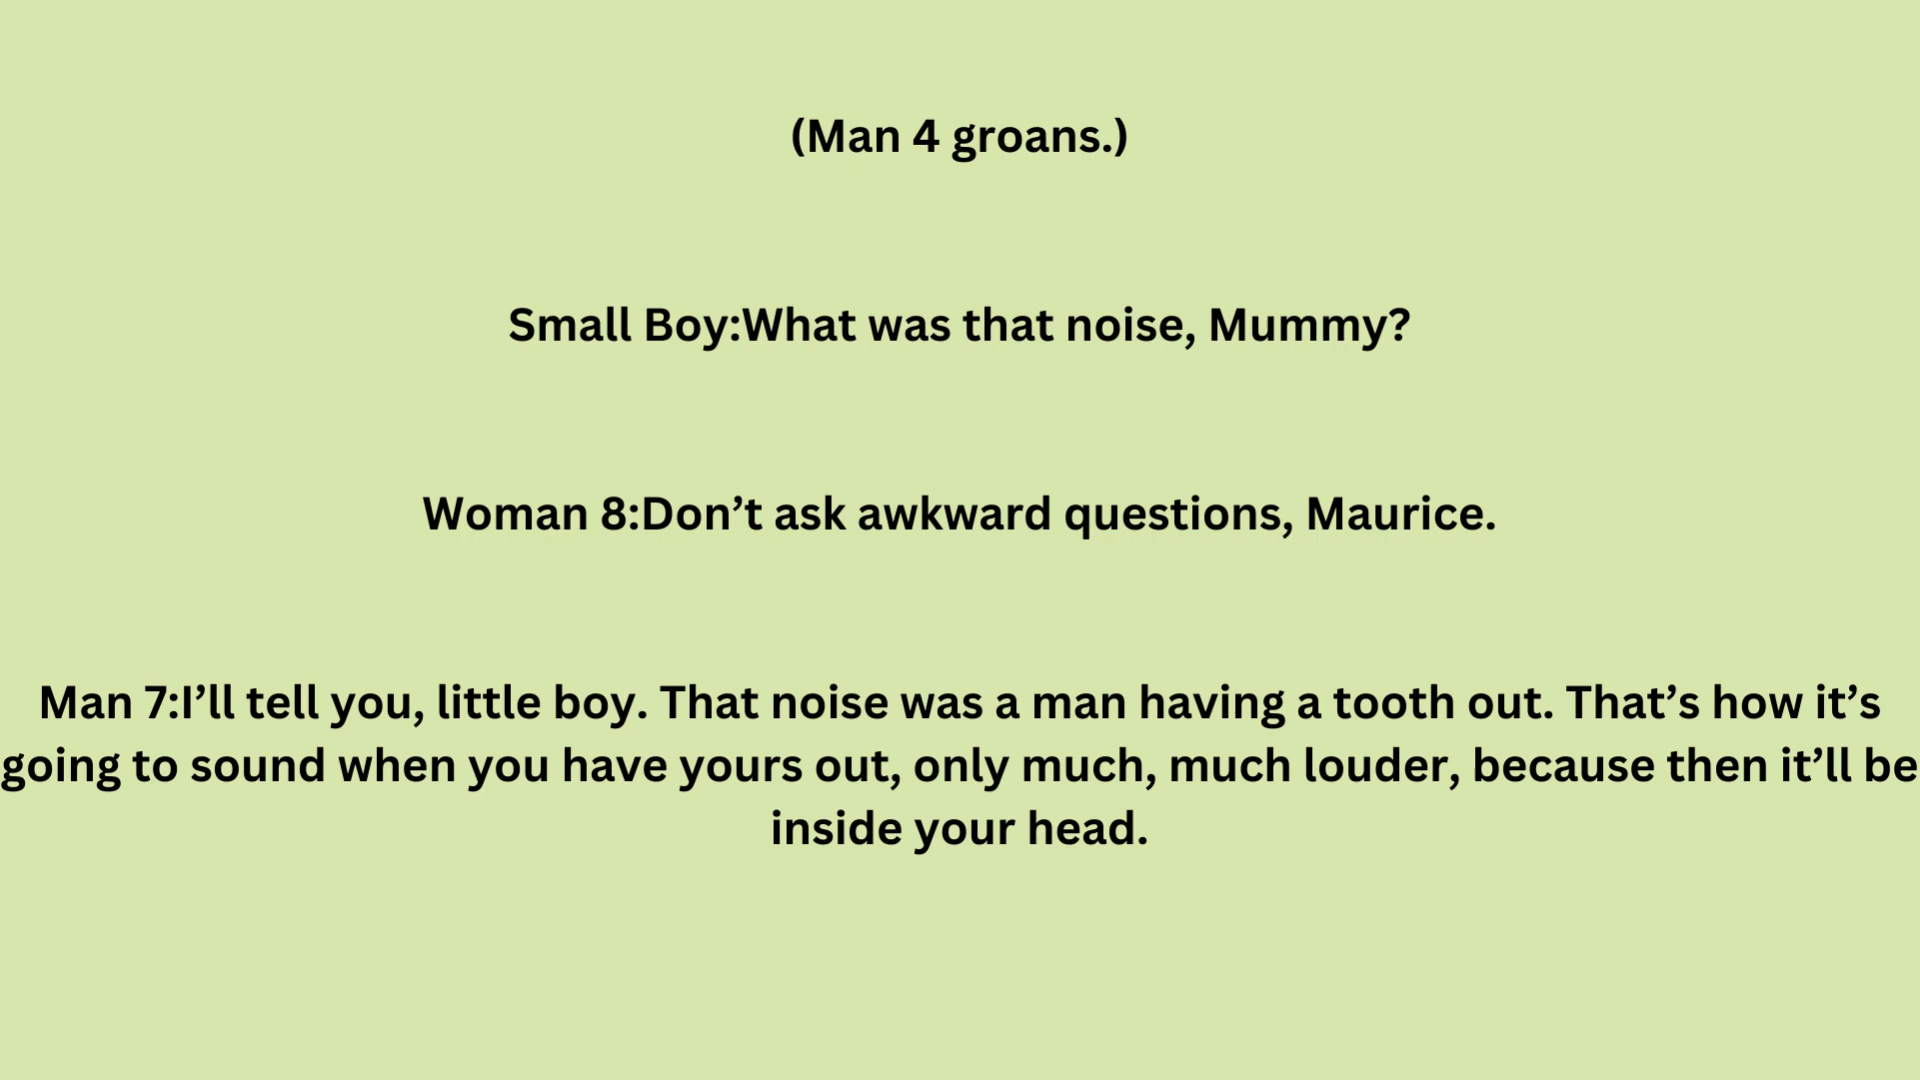 (Man 4 groans.)
Small Boy:What was that noise, Mummy?
Woman 8:Don’t ask awkward questions, Maurice.
Man 7:I’ll tell you, little boy. That noise was a man having a tooth out. That’s how it’s
going to sound when you have yours out, only much, much louder, because then it’ll be
inside your head.